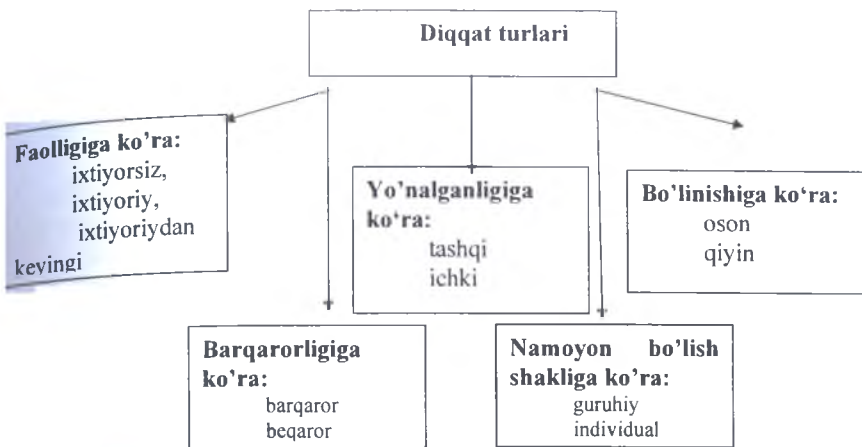 Diqqat turlari
Faolligiga ko’ra:
ixtiyorsiz,
ixtiyoriy,
ixtiyoriydan
keyingi
Yo’nalganligiga
ko‘ra:
tashqi
ichki
Bo’linishiga ko‘ra:
oson
qiyin
Barqarorligiga
ko’ra:
barqaror
beqaror
Namoyon bo’lish
shakliga ko’ra:
guruhiy
individual